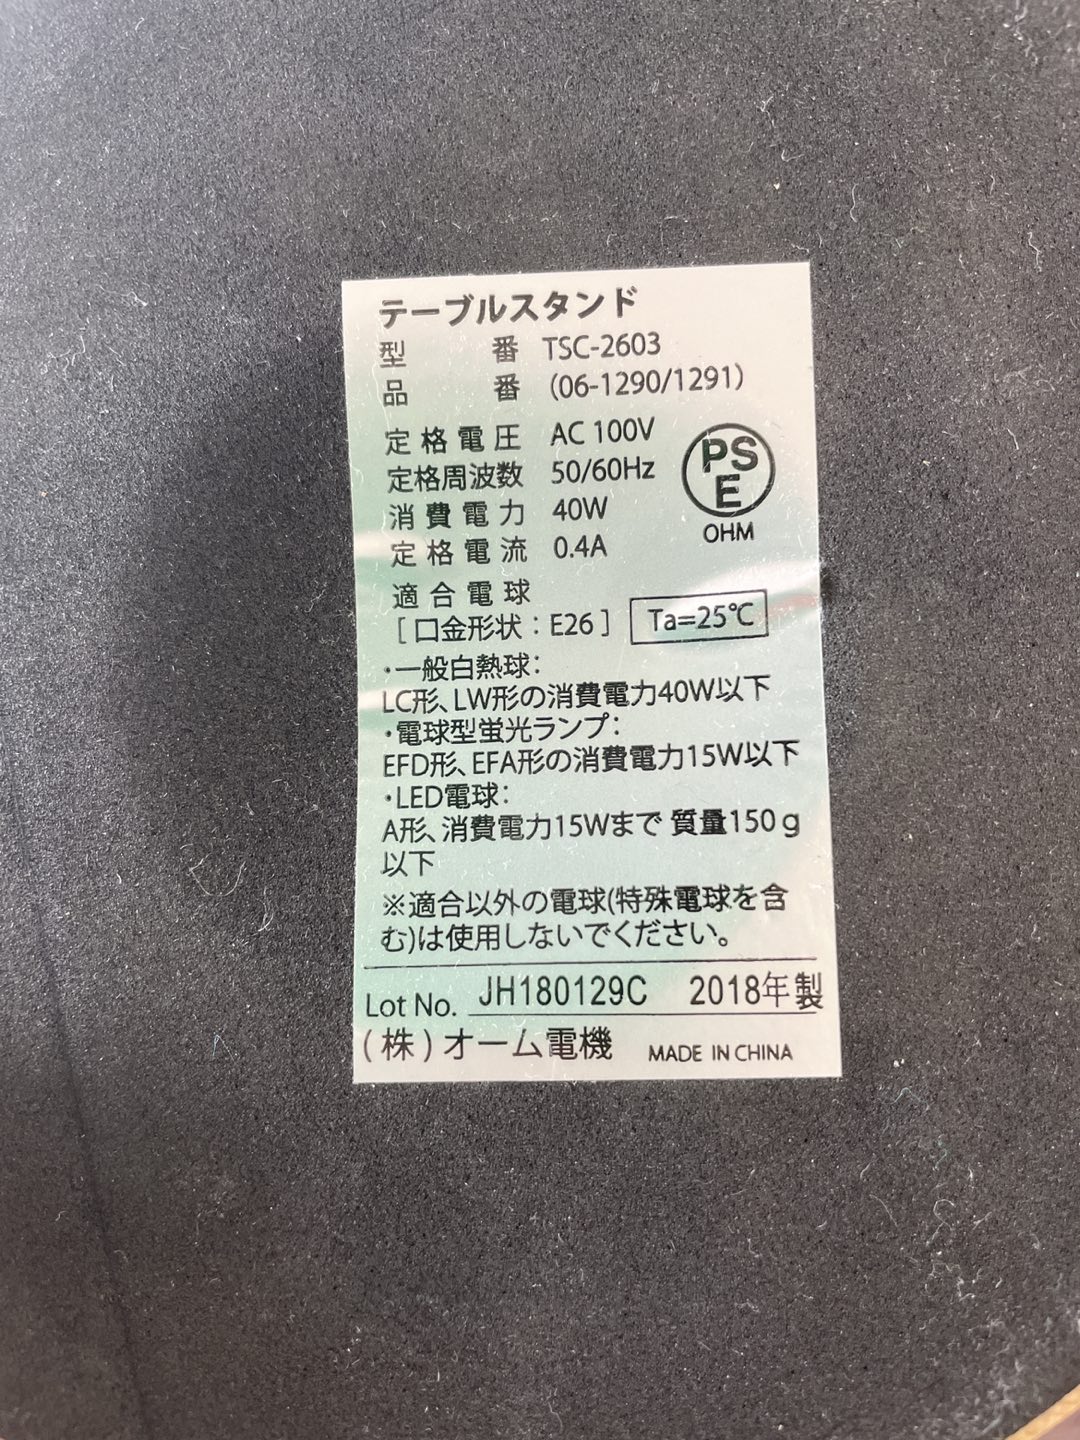 テーブルスタンド
型番 TSC-2603
品番 (06-1290/1291)
定格電圧 AC 100V
定格周波数 50/60Hz
消費電力 40W
定格電流 0.4A
PS
E
OHM
適合電球
[口金形状:E26] Ta=25℃
・一般白熱球:
LC形、LW形の消費電力40W以下
・電球型蛍光ランプ:
EFD形、EFA形の消費電力15W以下
・LED電球:
A形、消費電力15Wまで 質量150g
以下
※適合以外の電球(特殊電球を含
む)は使用しないでください。
Lot No. JH180129C 2018年製
(株)オーム電機 MADE IN CHINA